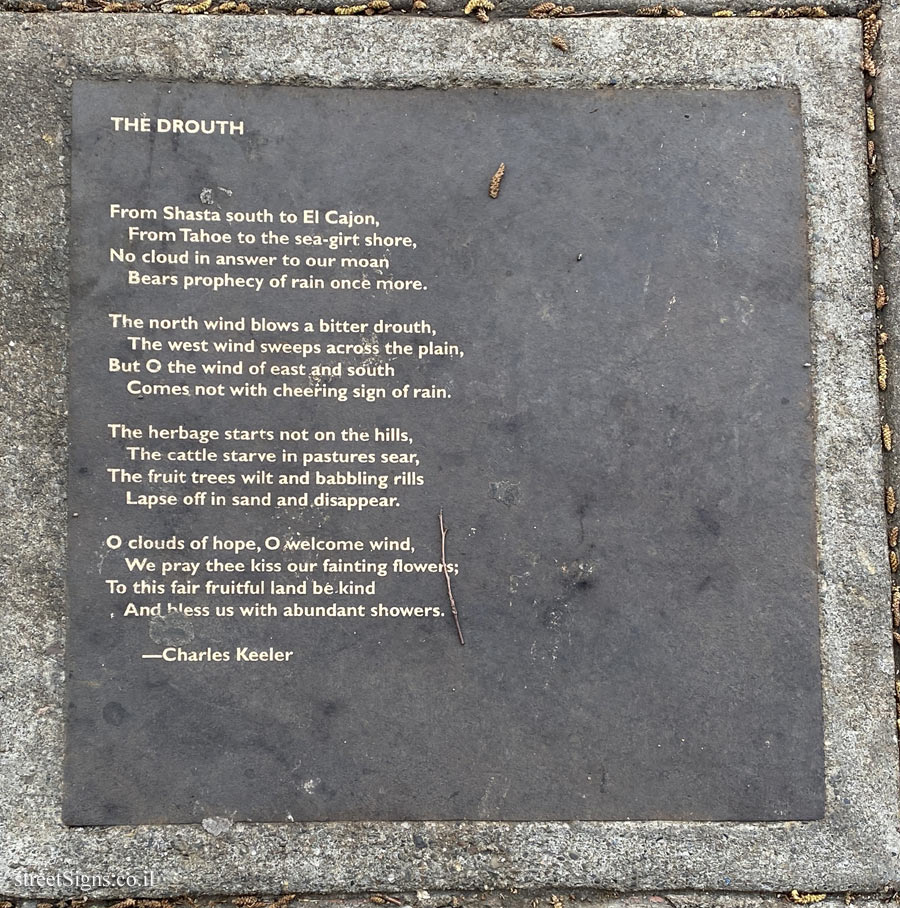 THE DROUTH
From Shasta south to El Cajon,
From Tahoe to the sea-girt shore,
No cloud in answer to our moan
Bears prophecy of rain once more.
The north wind blows a bitter drouth,
The west wind sweeps across the plain,
But O the wind of east and south
Comes not with cheering sign of rain.
The herbage starts not on the hills,
The cattle starve in pastures sear,
The fruit trees wilt and babbling rills
Lapse off in sand and disappear.
O clouds of hope, O welcome wind,
We pray thee kiss our fainting flowers;
To this fair fruitful land be kind
And bless us with abundant showers.
—Charles Keeler
streetSigns.co.il